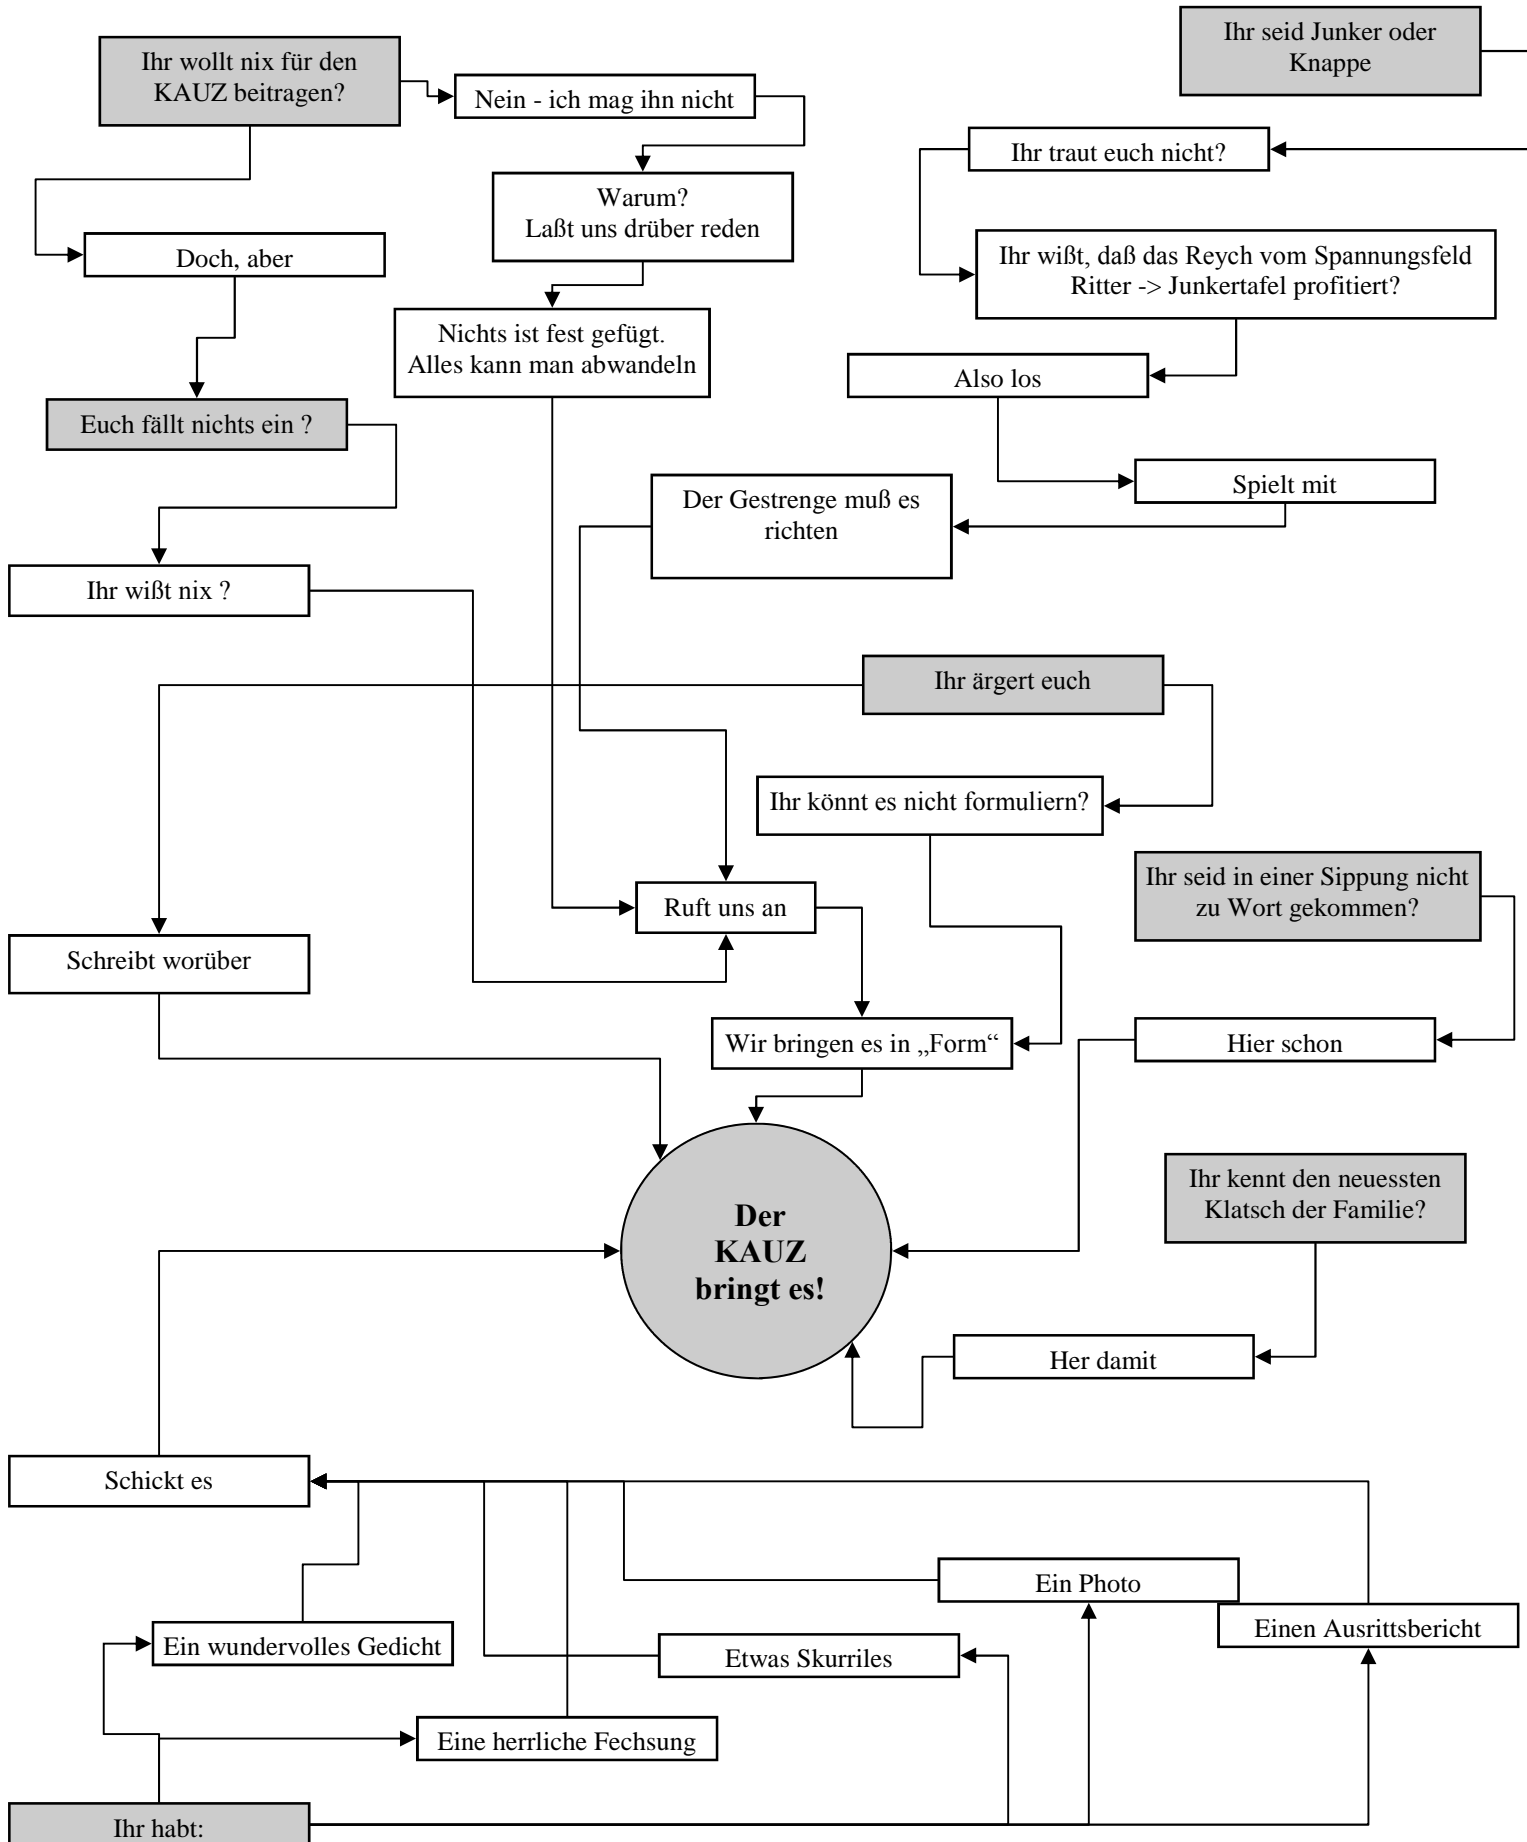 Ihr seid Junker oder
Knappe
Ihr wollt nix für den
KAUZ beitragen?
Nein - ich mag ihn nicht
Ihr traut euch nicht?
Warum?
Laßt uns drüber reden
Doch, aber
Ihr wißt, daß das Reych vom Spannungsfeld
Ritter -> Junkertafel profitiert?
Nichts ist fest gefügt.
Alles kann man abwandeln
Also los
Euch fällt nichts ein ?
Spielt mit
Der Gestrenge muß es
richten
Ihr wißt nix ?
Ihr ärgert euch
Ihr könnt es nicht formuliern?
Ihr seid in einer Sippung nicht
zu Wort gekommen?
Ruft uns an
Schreibt worüber
Wir bringen es in „Form“
Hier schon
Ihr kennt den neuessten
Klatsch der Familie?
Der
KAUZ
bringt es!
Her damit
Schickt es
Ein Photo
Einen Ausrittsbericht
Ein wundervolles Gedicht
Etwas Skurriles
Eine herrliche Fechsung
Ihr habt: